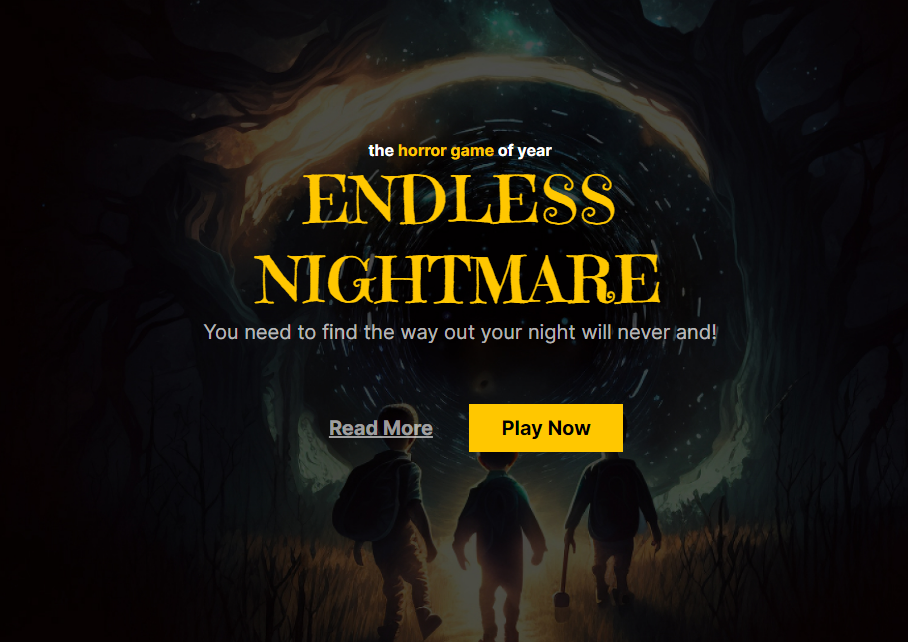 the horror game of year
ENDLESS
NIGHTMARE
You need to find the way out your night will never and!
Read More
Play Now